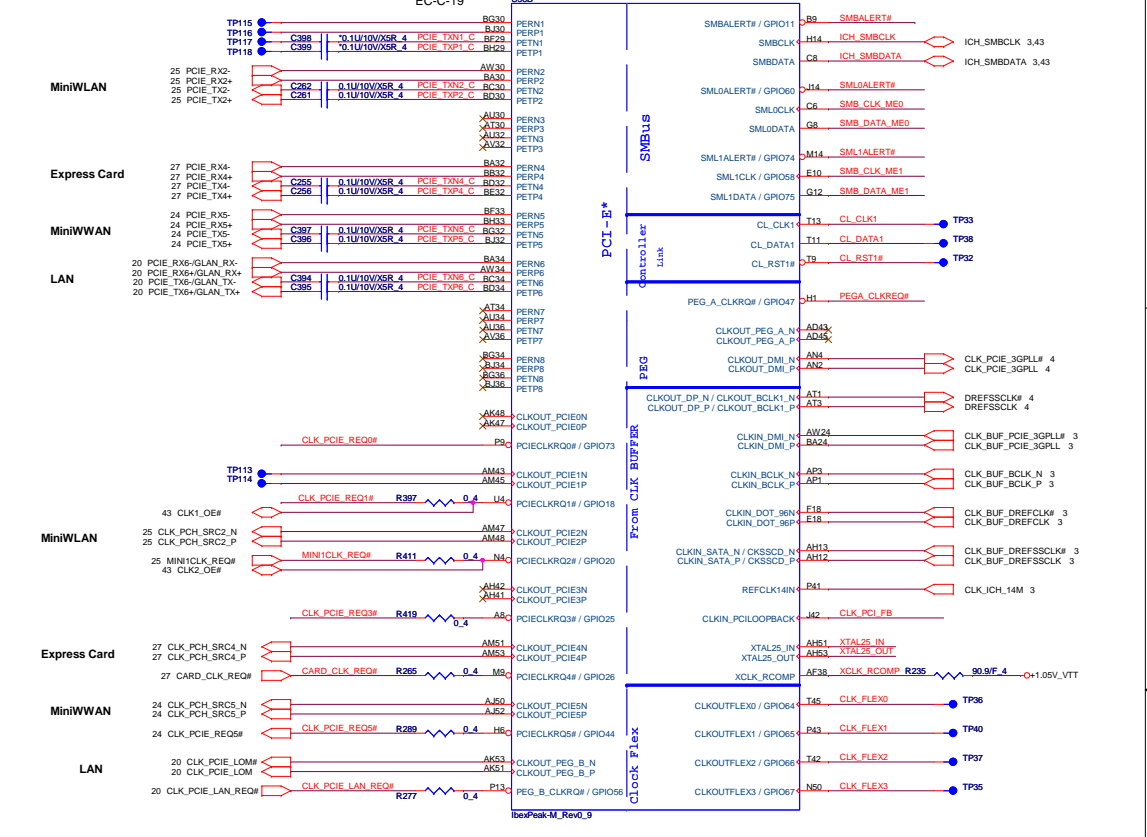 EC-C-19
TP115 BG30 PERN1
TP116 BJ30 PERP1
TP117 C398 *0.1U/10V/X5R_4 PCIE_TXN1_C BF29 PETN1
TP118 C399 *0.1U/10V/X5R_4 PCIE_TXP1_C BH29 PETP1
MiniWLAN
25 PCIE_RX2- AW30 PERN2
25 PCIE_RX2+ BA30 PERP2
25 PCIE_TX2- C262 0.1U/10V/X5R_4 PCIE_TXN2_C BC30 PETN2
25 PCIE_TX2+ C261 0.1U/10V/X5R_4 PCIE_TXP2_C BD30 PETP2
AU30 PERN3
AT30 PERP3
AU32 PETN3
AV32 PETP3
Express Card
27 PCIE_RX4- BA32 PERN4
27 PCIE_RX4+ BB32 PERP4
27 PCIE_TX4- C255 0.1U/10V/X5R_4 PCIE_TXN4_C BD32 PETN4
27 PCIE_TX4+ C256 0.1U/10V/X5R_4 PCIE_TXP4_C BE32 PETP4
MiniWWAN
24 PCIE_RX5- BF33 PERN5
24 PCIE_RX5+ BH33 PERP5
24 PCIE_TX5- C397 0.1U/10V/X5R_4 PCIE_TXN5_C BG32 PETN5
24 PCIE_TX5+ C396 0.1U/10V/X5R_4 PCIE_TXP5_C BJ32 PETP5
LAN
20 PCIE_RX6-/GLAN_RX- BA34 PERN6
20 PCIE_RX6+/GLAN_RX+ AW34 PERP6
20 PCIE_TX6-/GLAN_TX- C394 0.1U/10V/X5R_4 PCIE_TXN6_C BC34 PETN6
20 PCIE_TX6+/GLAN_TX+ C395 0.1U/10V/X5R_4 PCIE_TXP6_C BD34 PETP6
AT34 PERN7
AU34 PERP7
AU36 PETN7
AV36 PETP7
BG34 PERN8
BJ34 PERP8
BG36 PETN8
BJ36 PETP8
AK48 CLKOUT_PCIE0N
AK47 CLKOUT_PCIE0P
CLK_PCIE_REQ0# P9 PCIECLKRQ0# / GPIO73
TP113 AM43 CLKOUT_PCIE1N
TP114 AM45 CLKOUT_PCIE1P
CLK_PCIE_REQ1# R397 0_4 U4 PCIECLKRQ1# / GPIO18
43 CLK1_OE#
MiniWLAN
25 CLK_PCH_SRC2_N AM47 CLKOUT_PCIE2N
25 CLK_PCH_SRC2_P AM48 CLKOUT_PCIE2P
25 MINI1CLK_REQ# MINI1CLK_REQ# R411 0_4 N4 PCIECLKRQ2# / GPIO20
43 CLK2_OE#
AH42 CLKOUT_PCIE3N
AH41 CLKOUT_PCIE3P
CLK_PCIE_REQ3# R419 0_4 A8 PCIECLKRQ3# / GPIO25
Express Card
27 CLK_PCH_SRC4_N AM51 CLKOUT_PCIE4N
27 CLK_PCH_SRC4_P AM53 CLKOUT_PCIE4P
27 CARD_CLK_REQ# CARD_CLK_REQ# R265 0_4 M9 PCIECLKRQ4# / GPIO26
MiniWWAN
24 CLK_PCH_SRC5_N AJ50 CLKOUT_PCIE5N
24 CLK_PCH_SRC5_P AJ52 CLKOUT_PCIE5P
24 CLK_PCIE_REQ5# CLK_PCIE_REQ5# R289 0_4 H6 PCIECLKRQ5# / GPIO44
LAN
20 CLK_PCIE_LOM# AK53 CLKOUT_PEG_B_N
20 CLK_PCIE_LOM AK51 CLKOUT_PEG_B_P
20 CLK_PCIE_LAN_REQ# CLK_PCIE_LAN_REQ# R277 0_4 P13 PEG_B_CLKRQ# / GPIO56
IbexPeak-M_Rev0_9
PCI-E*
SMBus
Controller
Link
PEG
From CLK BUFFER
Clock Flex
SMBALERT# / GPIO11 B9 SMBALERT#
SMBCLK H14 ICH_SMBCLK ICH_SMBCLK 3,43
SMBDATA C8 ICH_SMBDATA ICH_SMBDATA 3,43
SML0ALERT# / GPIO60 J14 SML0ALERT#
SML0CLK C6 SMB_CLK_ME0
SML0DATA G8 SMB_DATA_ME0
SML1ALERT# / GPIO74 M14 SML1ALERT#
SML1CLK / GPIO58 E10 SMB_CLK_ME1
SML1DATA / GPIO75 G12 SMB_DATA_ME1
CL_CLK1 T13 CL_CLK1 TP33
CL_DATA1 T11 CL_DATA1 TP38
CL_RST1# T9 CL_RST1# TP32
PEG_A_CLKRQ# / GPIO47 H1 PEGA_CLKREQ#
CLKOUT_PEG_A_N AD43
CLKOUT_PEG_A_P AD45
CLKOUT_DMI_N AN4 CLK_PCIE_3GPLL# 4
CLKOUT_DMI_P AN2 CLK_PCIE_3GPLL 4
CLKOUT_DP_N / CLKOUT_BCLK1_N AT1 DREFSSCLK# 4
CLKOUT_DP_P / CLKOUT_BCLK1_P AT3 DREFSSCLK 4
CLKIN_DMI_N AW24 CLK_BUF_PCIE_3GPLL# 3
CLKIN_DMI_P BA24 CLK_BUF_PCIE_3GPLL 3
CLKIN_BCLK_N AP3 CLK_BUF_BCLK_N 3
CLKIN_BCLK_P AP1 CLK_BUF_BCLK_P 3
CLKIN_DOT_96N F18 CLK_BUF_DREFCLK# 3
CLKIN_DOT_96P E18 CLK_BUF_DREFCLK 3
CLKIN_SATA_N / CKSSCD_N AH13 CLK_BUF_DREFSSCLK# 3
CLKIN_SATA_P / CKSSCD_P AH12 CLK_BUF_DREFSSCLK 3
REFCLK14IN P41 CLK_ICH_14M 3
CLKIN_PCILOOPBACK J42 CLK_PCI_FB
XTAL25_IN AH51 XTAL25_IN
XTAL25_OUT AH53 XTAL25_OUT
XCLK_RCOMP AF38 XCLK_RCOMP R235 90.9/F_4 +1.05V_VTT
CLKOUTFLEX0 / GPIO64 T45 CLK_FLEX0 TP36
CLKOUTFLEX1 / GPIO65 P43 CLK_FLEX1 TP40
CLKOUTFLEX2 / GPIO66 T42 CLK_FLEX2 TP37
CLKOUTFLEX3 / GPIO67 N50 CLK_FLEX3 TP35